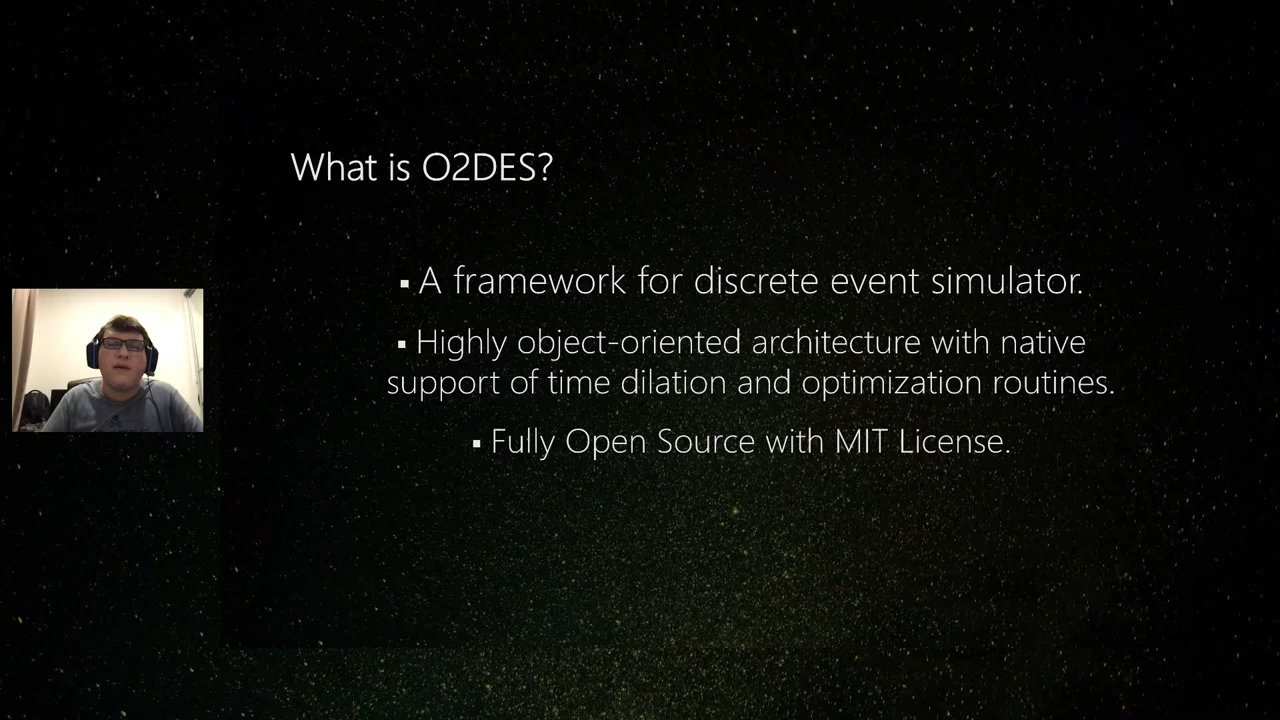 What is O2DES?
▪ A framework for discrete event simulator.
▪ Highly object-oriented architecture with native
support of time dilation and optimization routines.
▪ Fully Open Source with MIT License.